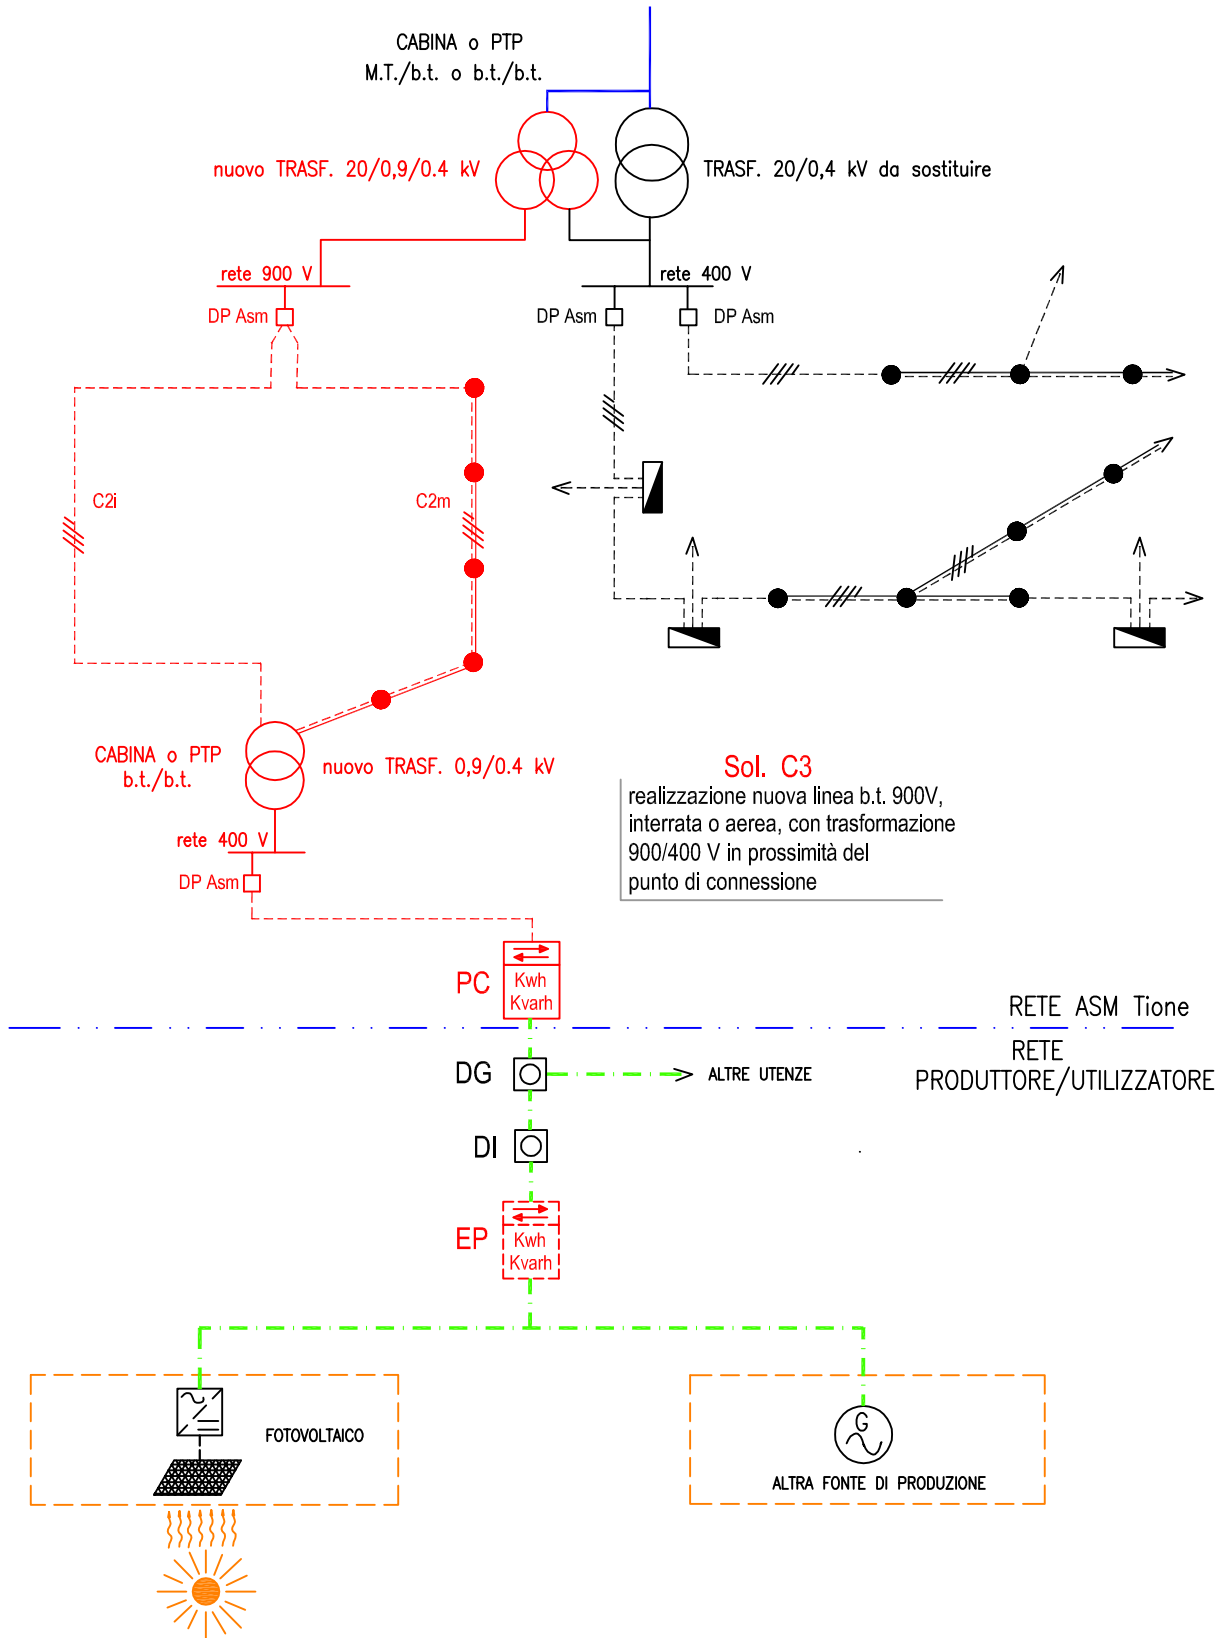 CABINA o PTP
M.T./b.t. o b.t./b.t.
nuovo TRASF. 20/0,9/0.4 kV
TRASF. 20/0,4 kV da sostituire
rete 900 V
rete 400 V
DP Asm
DP Asm
DP Asm
C2i
C2m
CABINA o PTP
b.t./b.t.
nuovo TRASF. 0,9/0.4 kV
Sol. C3
realizzazione nuova linea b.t. 900V,
interrata o aerea, con trasformazione
900/400 V in prossimità del
punto di connessione
rete 400 V
DP Asm
PC
Kwh
Kvarh
RETE ASM Tione
RETE
PRODUTTORE/UTILIZZATORE
DG
ALTRE UTENZE
DI
EP
Kwh
Kvarh
FOTOVOLTAICO
G
ALTRA FONTE DI PRODUZIONE